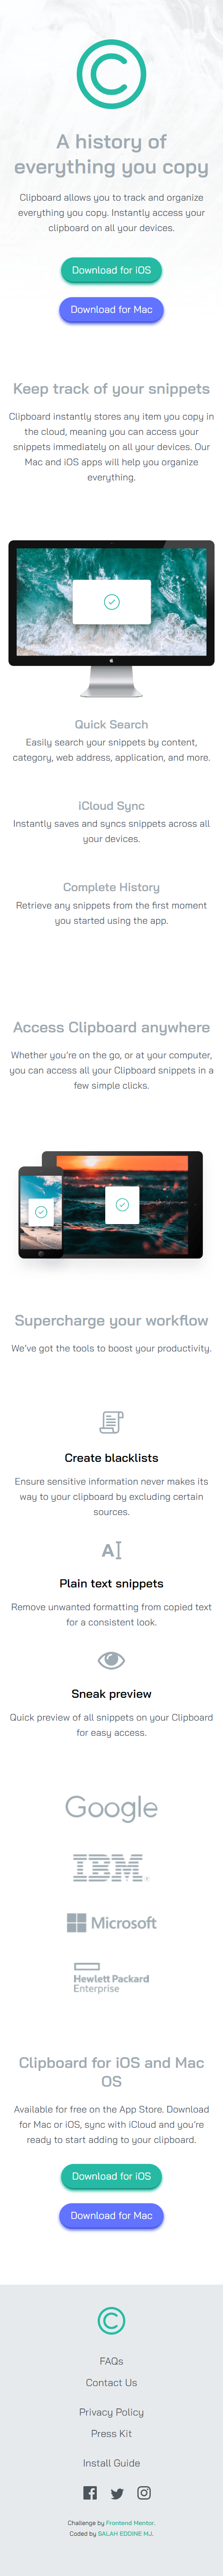 A history of
everything you copy
Clipboard allows you to track and organize
everything you copy. Instantly access your
clipboard on all your devices.
Download for iOS
Download for Mac
Keep track of your snippets
Clipboard instantly stores any item you copy in
the cloud, meaning you can access your
snippets immediately on all your devices. Our
Mac and iOS apps will help you organize
everything.
Quick Search
Easily search your snippets by content,
category, web address, application, and more.
iCloud Sync
Instantly saves and syncs snippets across all
your devices.
Complete History
Retrieve any snippets from the first moment
you started using the app.
Access Clipboard anywhere
Whether you’re on the go, or at your computer,
you can access all your Clipboard snippets in a
few simple clicks.
Supercharge your workflow
We’ve got the tools to boost your productivity.
Create blacklists
Ensure sensitive information never makes its
way to your clipboard by excluding certain
sources.
A
Plain text snippets
Remove unwanted formatting from copied text
for a consistent look.
Sneak preview
Quick preview of all snippets on your Clipboard
for easy access.
Google
IBM
Microsoft
Hewlett Packard
Enterprise
Clipboard for iOS and Mac
OS
Available for free on the App Store. Download
for Mac or iOS, sync with iCloud and you’re
ready to start adding to your clipboard.
Download for iOS
Download for Mac
FAQs
Contact Us
Privacy Policy
Press Kit
Install Guide
Challenge by Frontend Mentor.
Coded by SALAH EDDINE MJ.